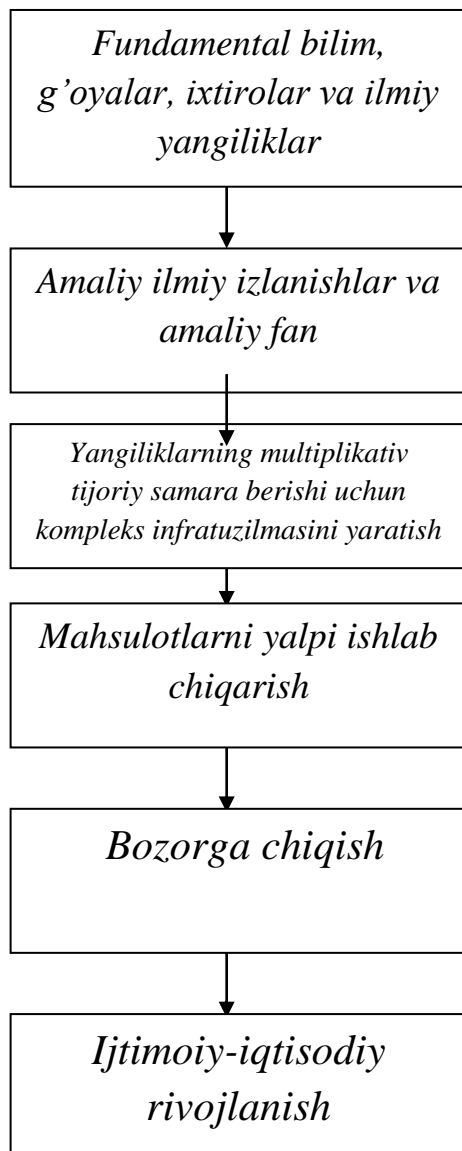 Fundamental bilim,
g’oyalar, ixtirolar va ilmiy
yangiliklar
Amaliy ilmiy izlanishlar va
amaliy fan
Yangiliklarning multiplikativ
tijoriy samara berishi uchun
kompleks infratuzilmasini yaratish
Mahsulotlarni yalpi ishlab
chiqarish
Bozorga chiqish
Ijtimoiy-iqtisodiy
rivojlanish